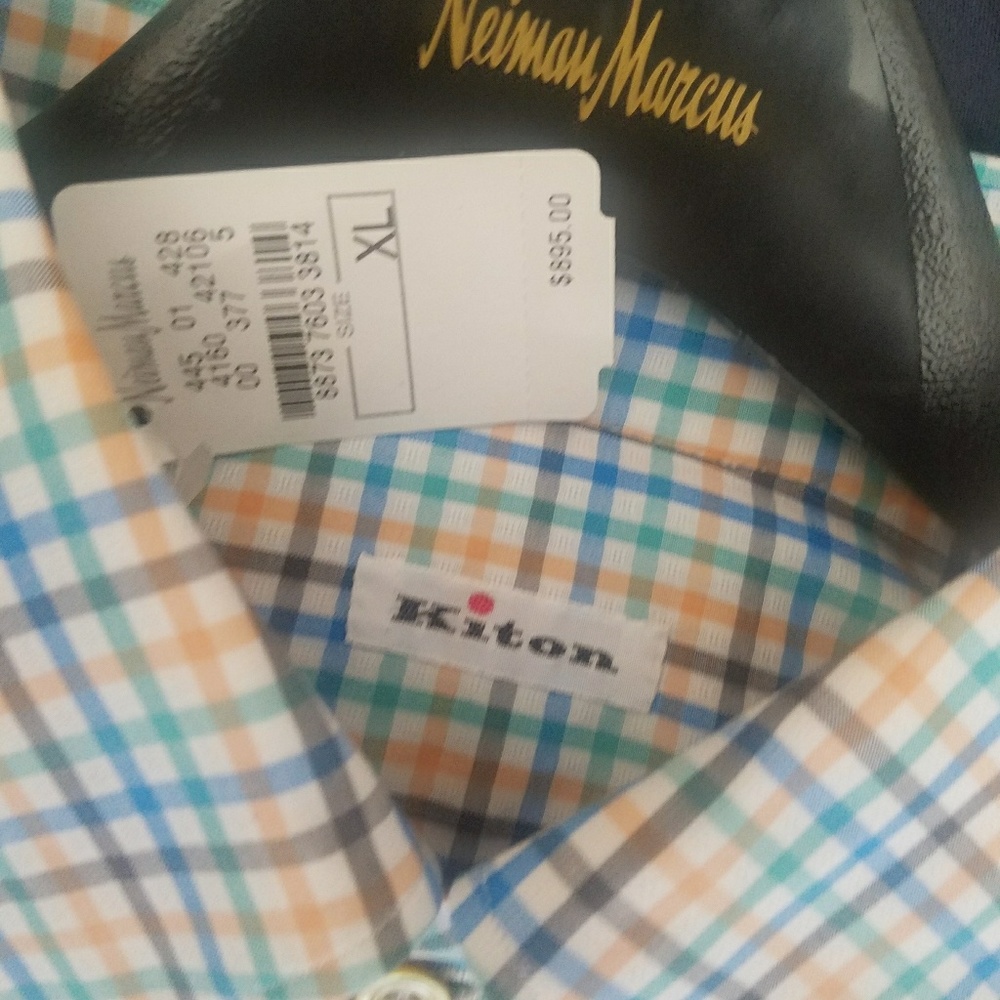 Neiman Marcus
Neiman Marcus
445 01 428
4160 42106
00 377 5
8873 7603 3814
SIZE
XL
$895.00
Kiton